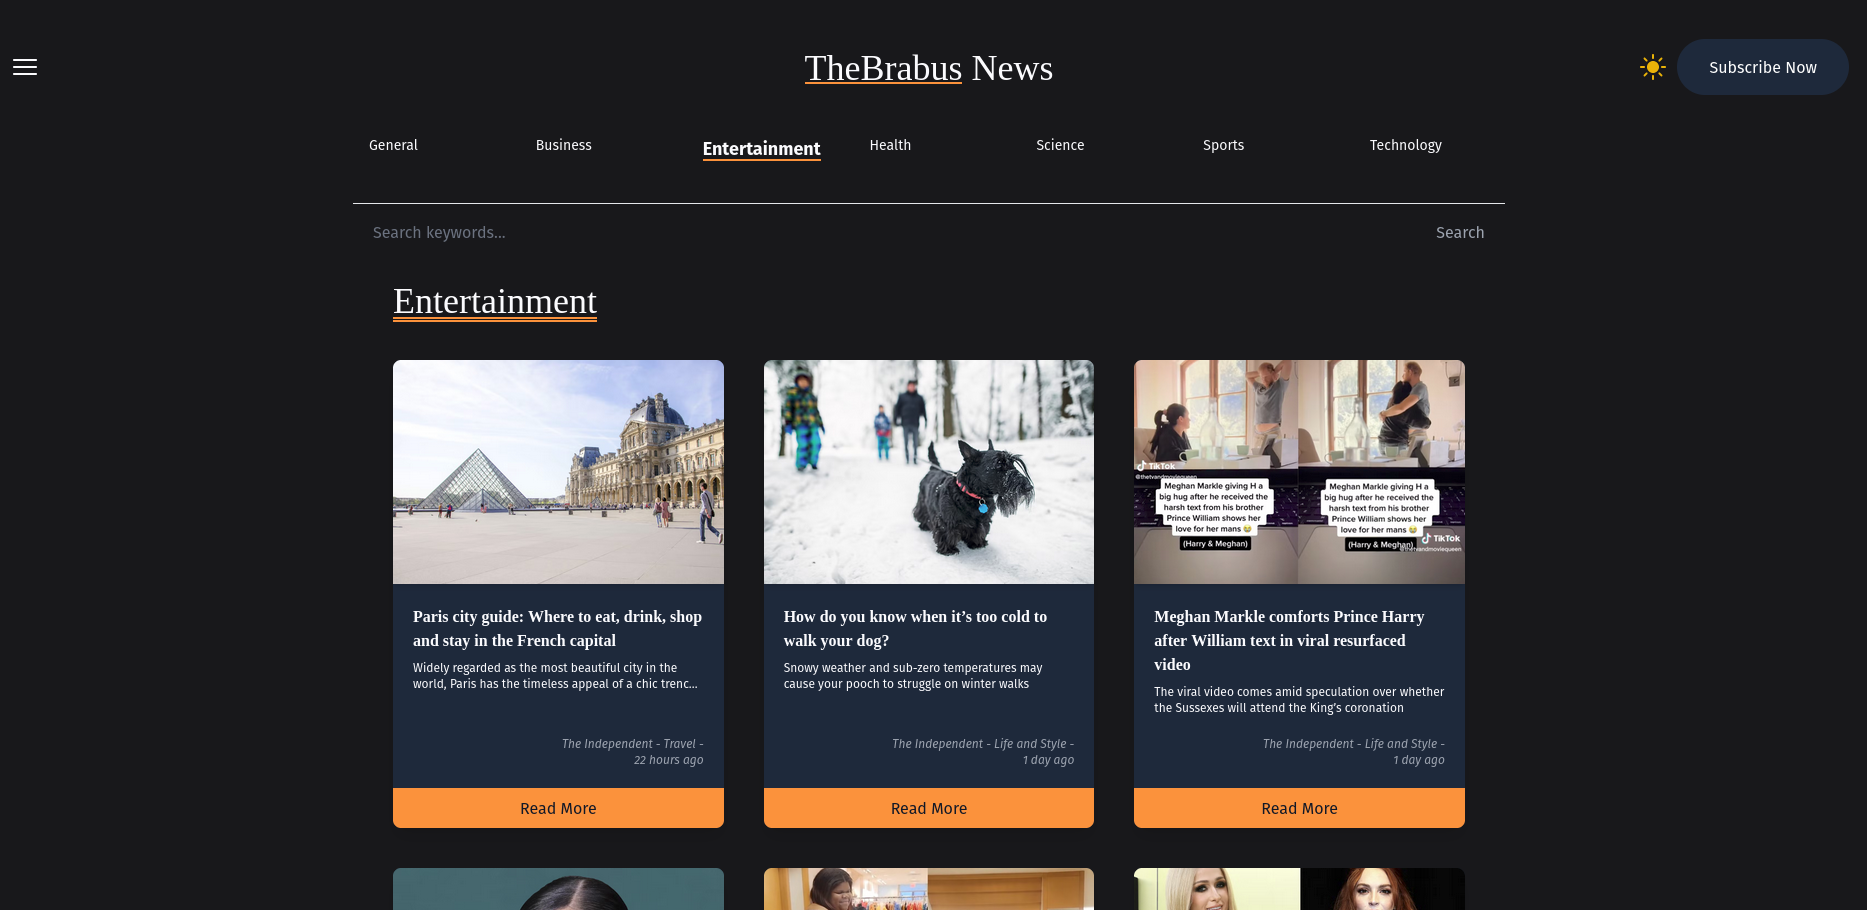 TheBrabus News
Subscribe Now
General
Business
Entertainment
Health
Science
Sports
Technology
Search keywords...
Search
Entertainment
TikTok
@thetvandmoviequeen
Meghan Markle giving H a
big hug after he received the
harsh text from his brother
Prince William shows her
love for her mans 😂
(Harry & Meghan)
Meghan Markle giving H a
big hug after he received the
harsh text from his brother
Prince William shows her
love for her mans 😂
(Harry & Meghan)
TikTok
@thetvandmoviequeen
Paris city guide: Where to eat, drink, shop
and stay in the French capital
Widely regarded as the most beautiful city in the
world, Paris has the timeless appeal of a chic trenc...
The Independent - Travel -
22 hours ago
Read More
How do you know when it’s too cold to
walk your dog?
Snowy weather and sub-zero temperatures may
cause your pooch to struggle on winter walks
The Independent - Life and Style -
1 day ago
Read More
Meghan Markle comforts Prince Harry
after William text in viral resurfaced
video
The viral video comes amid speculation over whether
the Sussexes will attend the King’s coronation
The Independent - Life and Style -
1 day ago
Read More